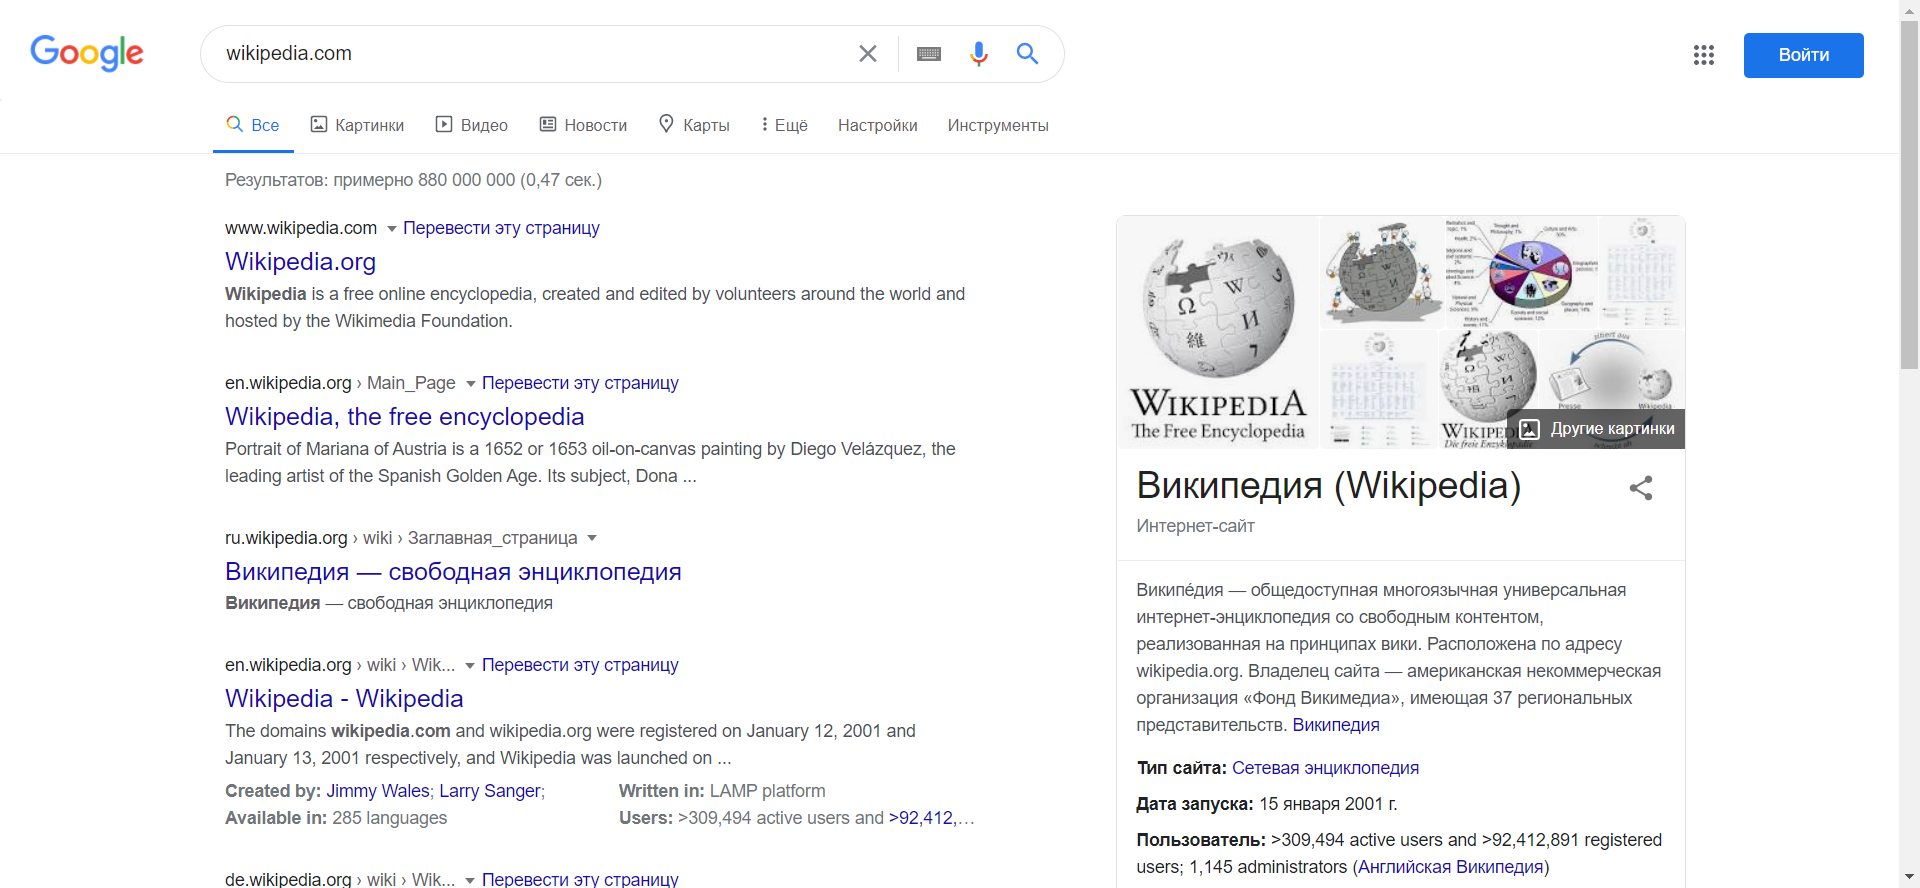 Google
wikipedia.com
Войти
Все
Картинки
Видео
Новости
Карты
Ещё
Настройки
Инструменты
Результатов: примерно 880 000 000 (0,47 сек.)
www.wikipedia.com Перевести эту страницу
Wikipedia.org
Wikipedia is a free online encyclopedia, created and edited by volunteers around the world and
hosted by the Wikimedia Foundation.
en.wikipedia.org › Main_Page Перевести эту страницу
Wikipedia, the free encyclopedia
Portrait of Mariana of Austria is a 1652 or 1653 oil-on-canvas painting by Diego Velázquez, the
leading artist of the Spanish Golden Age. Its subject, Dona ...
ru.wikipedia.org › wiki › Заглавная_страница
Википедия — свободная энциклопедия
Википедия — свободная энциклопедия
en.wikipedia.org › wiki › Wik... Перевести эту страницу
Wikipedia - Wikipedia
The domains wikipedia.com and wikipedia.org were registered on January 12, 2001 and
January 13, 2001 respectively, and Wikipedia was launched on ...
Created by: Jimmy Wales; Larry Sanger;
Written in: LAMP platform
Available in: 285 languages
Users: >309,494 active users and >92,412,…
de.wikipedia.org › wiki › Wik... Перевести эту страницу
WIKIPEDIA
The Free Encyclopedia
WIKIPEDIA
Die freie Enzyklopädie
Presse
Wikipedia
Другие картинки
Википедия (Wikipedia)
Интернет-сайт
Википе́дия — общедоступная многоязычная универсальная
интернет-энциклопедия со свободным контентом,
реализованная на принципах вики. Расположена по адресу
wikipedia.org. Владелец сайта — американская некоммерческая
организация «Фонд Викимедиа», имеющая 37 региональных
представительств. Википедия
Тип сайта: Сетевая энциклопедия
Дата запуска: 15 января 2001 г.
Пользователь: >309,494 active users and >92,412,891 registered
users; 1,145 administrators (Английская Википедия)